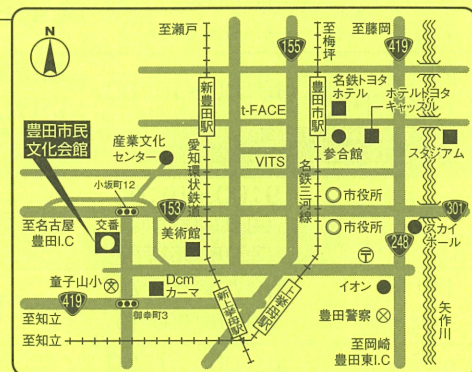 N
至瀬戸
155
至梅坪
至藤岡
419
新豊田駅
豊田市駅
名鉄トヨタ
ホテル
ホテルトヨタ
キャッスル
t-FACE
豊田市民
文化会館
産業文化
センター
愛知環状鉄道
VITS
名鉄三河線
参合館
スタジアム
小坂町12
153
市役所
301
至名古屋
豊田I.C
交番
美術館
市役所
248
スカイ
ホール
〒
童子山小
文
Dcm
カーマ
新上挙母駅
上挙母駅
イオン
矢作川
419
御幸町3
豊田警察
至知立
至知立
至岡崎
豊田東I.C